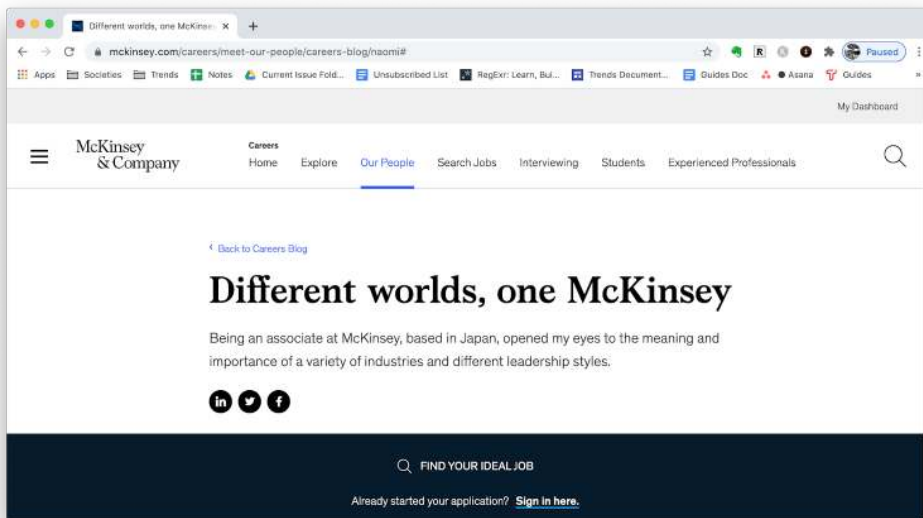 Different worlds, one McKinse
mckinsey.com/careers/meet-our-people/careers-blog/naomi#
Paused
Apps Societies Trends Notes Current Issue Fold... Unsubscribed List RegExr: Learn, Bui... Trends Document... Guides Doc Asana Guides »
My Dashboard
McKinsey
& Company
Careers
Home Explore Our People Search Jobs Interviewing Students Experienced Professionals
Back to Careers Blog
Different worlds, one McKinsey
Being an associate at McKinsey, based in Japan, opened my eyes to the meaning and
importance of a variety of industries and different leadership styles.
FIND YOUR IDEAL JOB
Already started your application? Sign in here.